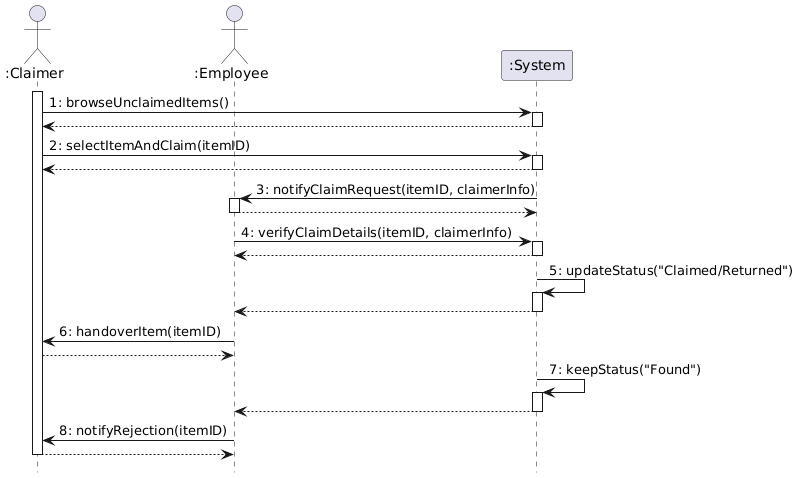 :Claimer
:Employee
:System
1: browseUnclaimedItems()
2: selectItemAndClaim(itemID)
3: notifyClaimRequest(itemID, claimerInfo)
4: verifyClaimDetails(itemID, claimerInfo)
5: updateStatus("Claimed/Returned")
6: handoverItem(itemID)
7: keepStatus("Found")
8: notifyRejection(itemID)